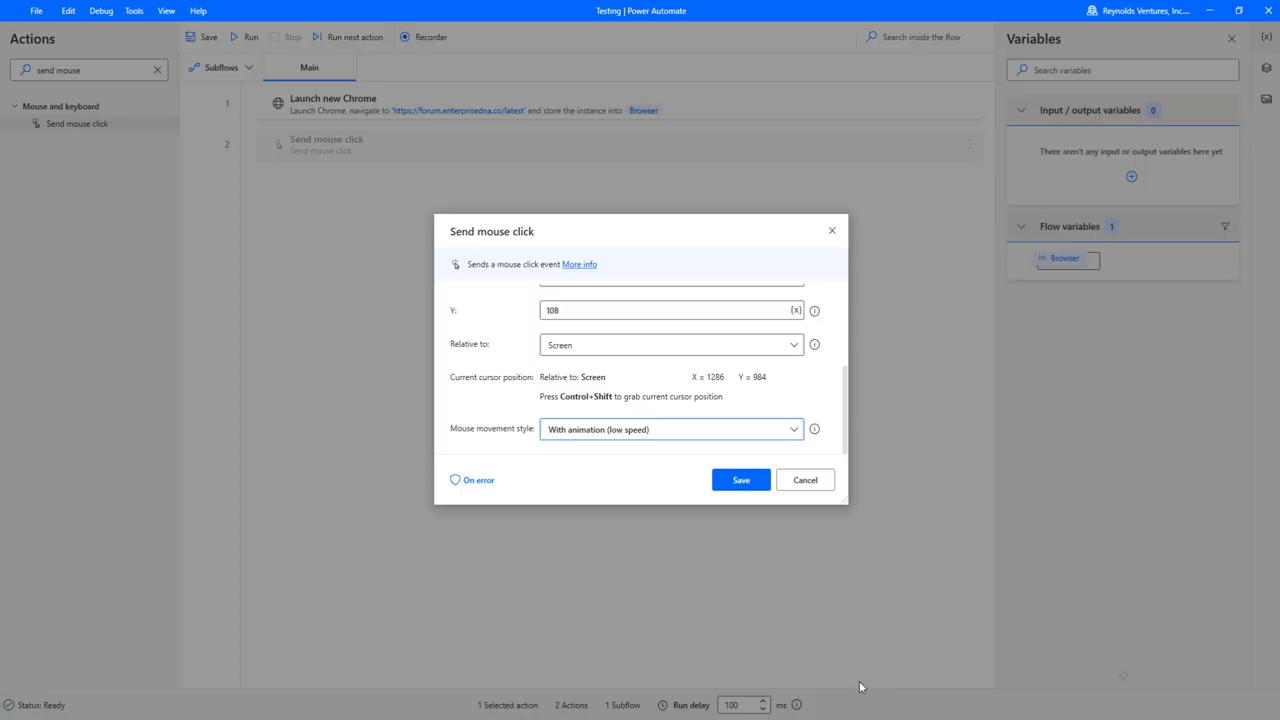 File Edit Debug Tools View Help
Testing | Power Automate
Reynolds Ventures, Inc....
Actions
send mouse
Mouse and keyboard
Send mouse click
Save Run Stop Run next action Recorder
Search inside the flow
Subflows Main
1
Launch new Chrome
Launch Chrome, navigate to 'https://forum.enterprisedna.co/latest' and store the instance into Browser
2
Send mouse click
Send mouse click
Send mouse click
Sends a mouse click event More info
Y: 108 {x}
Relative to: Screen
Current cursor position: Relative to: Screen X = 1286 Y = 984
Press Control+Shift to grab current cursor position
Mouse movement style: With animation (low speed)
On error
Save Cancel
Variables
{x}
Search variables
Input / output variables 0
There aren't any input or output variables here yet
Flow variables 1
(x) Browser
Status: Ready
1 Selected action 2 Actions 1 Subflow Run delay 100 ms